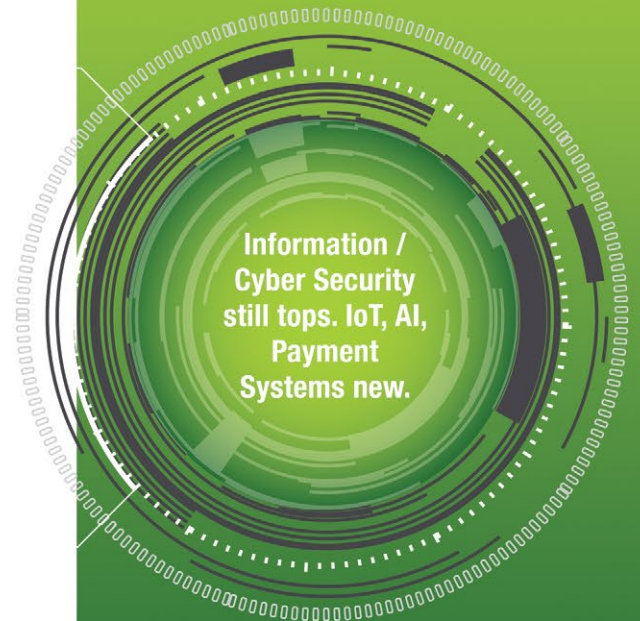 Information /
Cyber Security
still tops. IoT, AI,
Payment
Systems new.